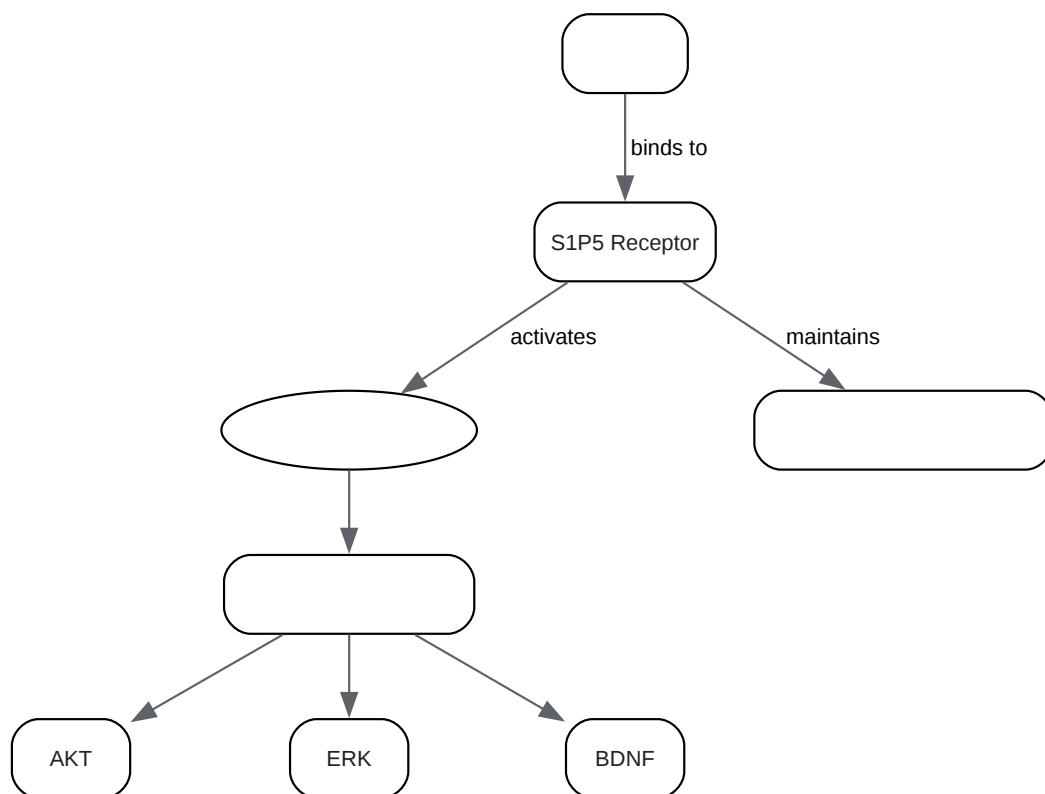 binds to
S1P5 Receptor
activates
maintains
AKT
ERK
BDNF